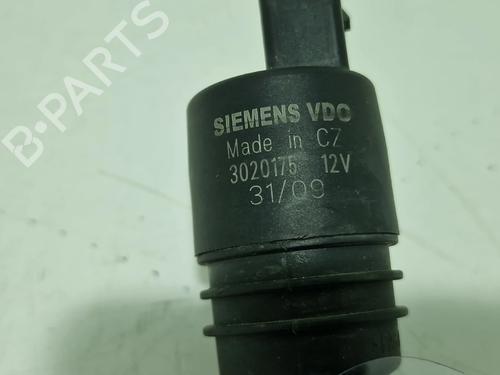 B-PARTS
SIEMENS VDO
Made in CZ
3020175 12V
31/09